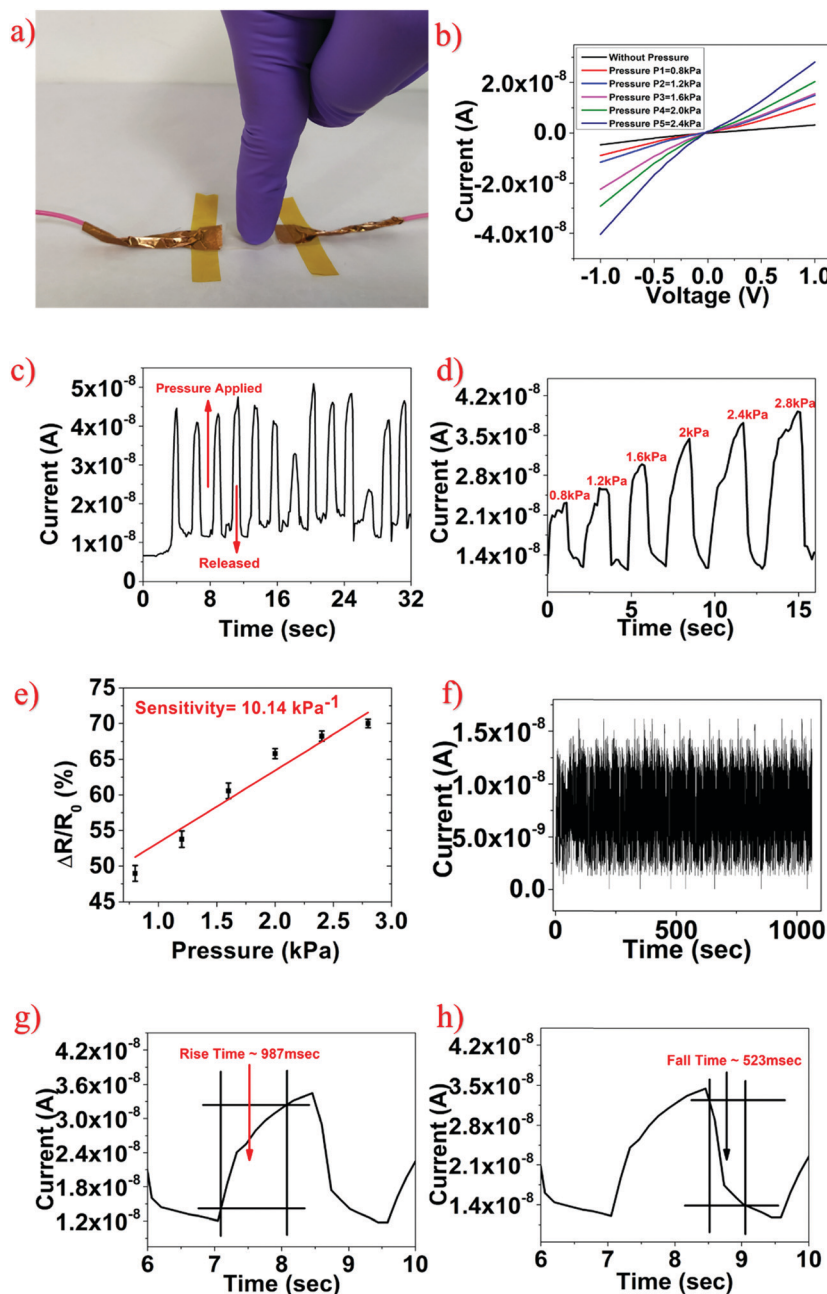 a)
b)
Current (A)
2.0x10⁻⁸
0.0
-2.0x10⁻⁸
-4.0x10⁻⁸
Without Pressure
Pressure P1=0.8kPa
Pressure P2=1.2kPa
Pressure P3=1.6kPa
Pressure P4=2.0kPa
Pressure P5=2.4kPa
-1.0 -0.5 0.0 0.5 1.0
Voltage (V)
c)
Current (A)
5x10⁻⁸
4x10⁻⁸
3x10⁻⁸
2x10⁻⁸
1x10⁻⁸
0
Pressure Applied
Released
0 8 16 24 32
Time (sec)
d)
Current (A)
4.2x10⁻⁸
3.5x10⁻⁸
2.8x10⁻⁸
2.1x10⁻⁸
1.4x10⁻⁸
0.8kPa
1.2kPa
1.6kPa
2kPa
2.4kPa
2.8kPa
0 5 10 15
Time (sec)
e)
ΔR/R₀ (%)
75
70
65
60
55
50
45
Sensitivity= 10.14 kPa⁻¹
1.0 1.5 2.0 2.5 3.0
Pressure (kPa)
f)
Current (A)
1.5x10⁻⁸
1.0x10⁻⁸
5.0x10⁻⁹
0.0
0 500 1000
Time (sec)
g)
Current (A)
4.2x10⁻⁸
3.6x10⁻⁸
3.0x10⁻⁸
2.4x10⁻⁸
1.8x10⁻⁸
1.2x10⁻⁸
Rise Time ~ 987msec
6 7 8 9 10
Time (sec)
h)
Current (A)
4.2x10⁻⁸
3.5x10⁻⁸
2.8x10⁻⁸
2.1x10⁻⁸
1.4x10⁻⁸
Fall Time ~ 523msec
6 7 8 9 10
Time (sec)